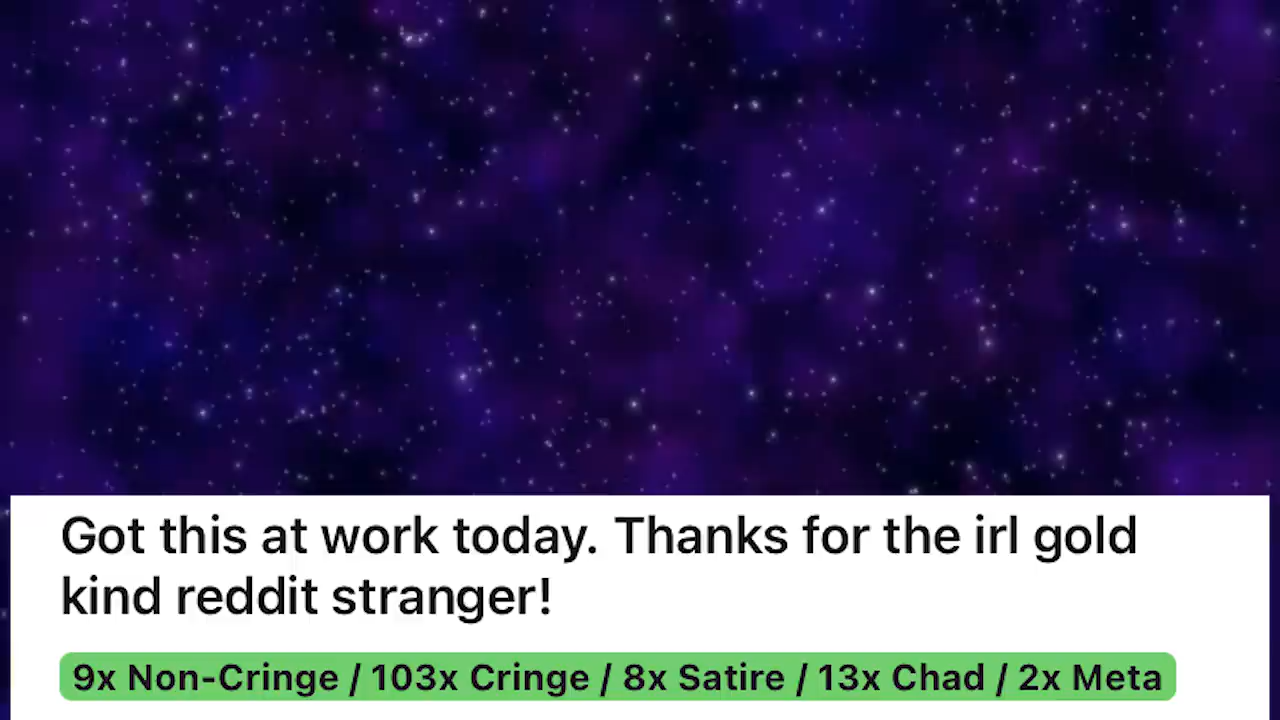 Got this at work today. Thanks for the irl gold
kind reddit stranger!
9x Non-Cringe / 103x Cringe / 8x Satire / 13x Chad / 2x Meta